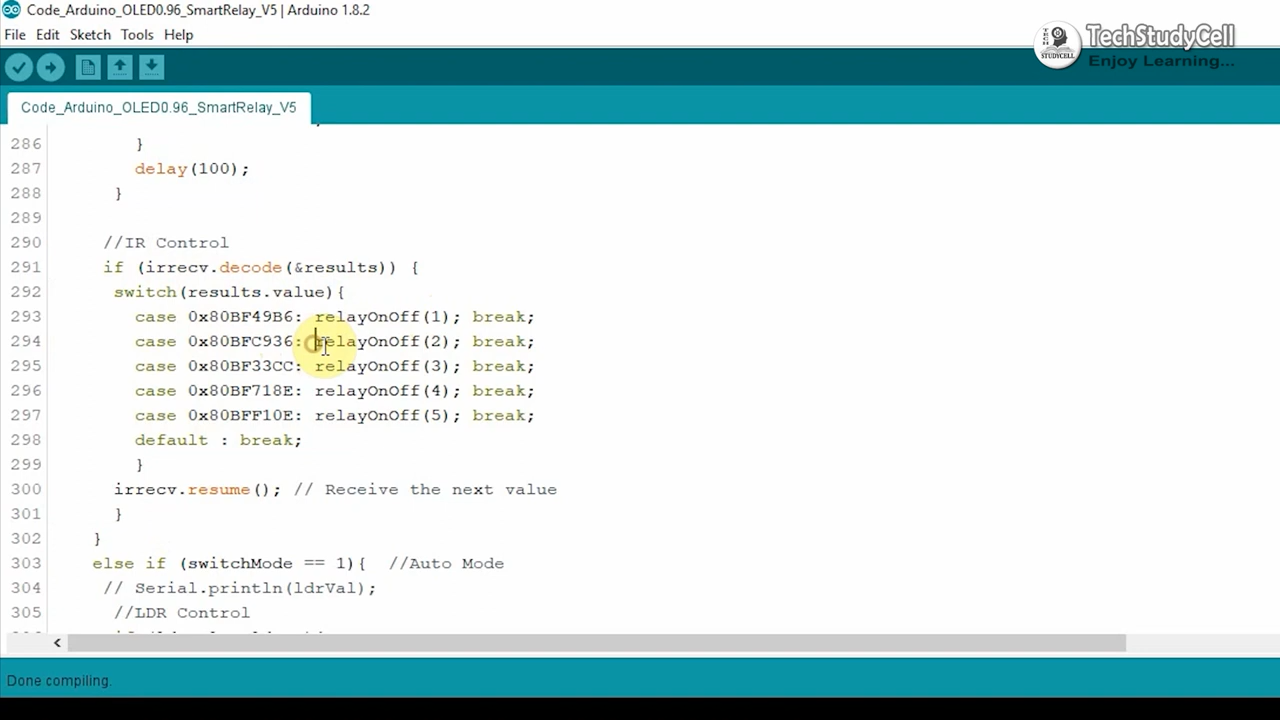 Code_Arduino_OLED0.96_SmartRelay_V5 | Arduino 1.8.2
File Edit Sketch Tools Help
TechStudyCell
Enjoy Learning...
TECH
STUDYCELL
Code_Arduino_OLED0.96_SmartRelay_V5
286 }
287 delay(100);
288 }
289
290 //IR Control
291 if (irrecv.decode(&results)) {
292 switch(results.value){
293 case 0x80BF49B6: relayOnOff(1); break;
294 case 0x80BFC936: relayOnOff(2); break;
295 case 0x80BF33CC: relayOnOff(3); break;
296 case 0x80BF718E: relayOnOff(4); break;
297 case 0x80BFF10E: relayOnOff(5); break;
298 default : break;
299 }
300 irrecv.resume(); // Receive the next value
301 }
302 }
303 else if (switchMode == 1){ //Auto Mode
304 // Serial.println(ldrVal);
305 //LDR Control
Done compiling.